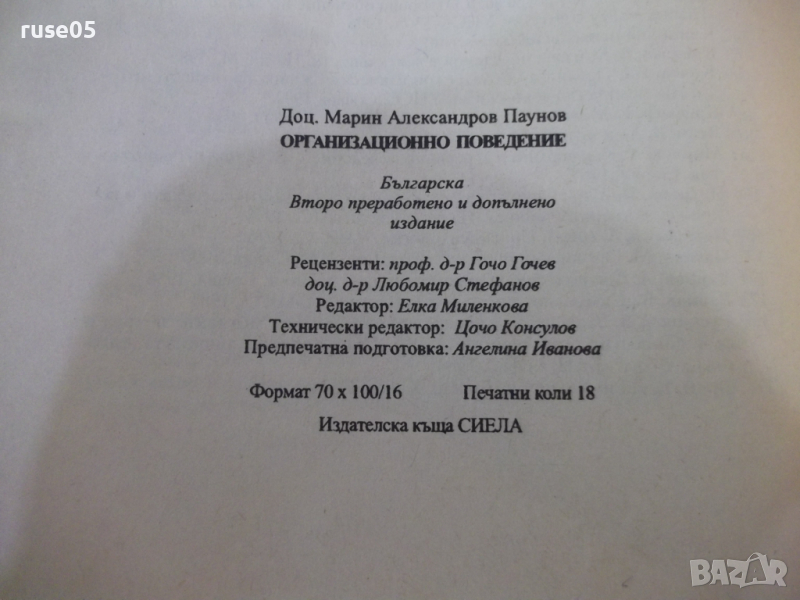 ruse05
Доц. Марин Александров Паунов
ОРГАНИЗАЦИОННО ПОВЕДЕНИЕ
Българска
Второ преработено и допълнено
издание
Рецензенти: проф. д-р Гочо Гочев
доц. д-р Любомир Стефанов
Редактор: Елка Миленкова
Технически редактор: Цочо Консулов
Предпечатна подготовка: Ангелина Иванова
Формат 70 x 100/16 Печатни коли 18
Издателска къща СИЕЛА
BAZAR